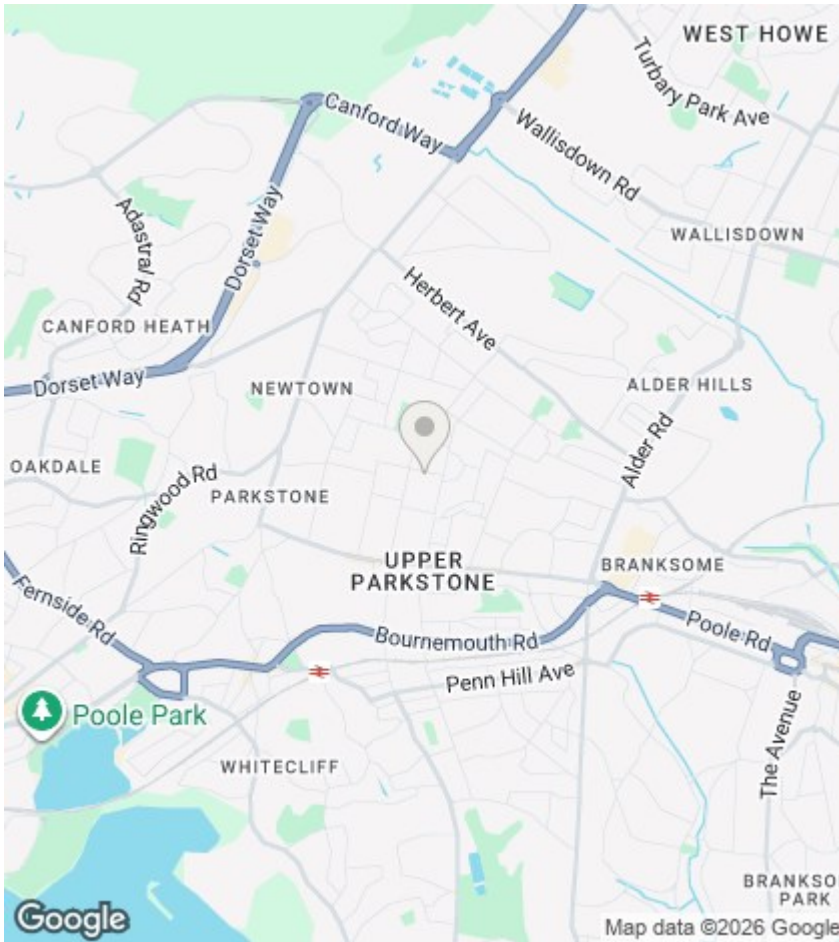 WEST HOWE
Turbary Park Ave
Canford Way
Wallisdown Rd
Adastral Rd
Dorset Way
WALLISDOWN
Herbert Ave
CANFORD HEATH
Dorset Way
NEWTOWN
ALDER HILLS
OAKDALE
Ringwood Rd
PARKSTONE
Alder Rd
UPPER
PARKSTONE
BRANKSOME
Fernside Rd
Bournemouth Rd
Poole Rd
Penn Hill Ave
Poole Park
WHITECLIFF
The Avenue
BRANKSO
PARK
Google
Map data ©2026 Google